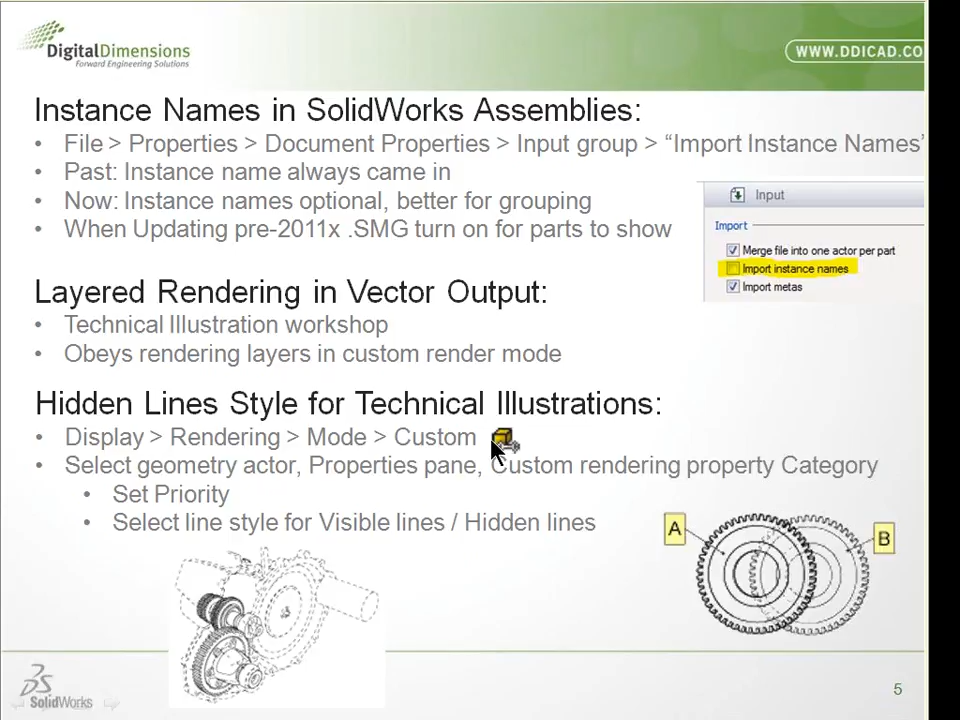 DigitalDimensions
Forward Engineering Solutions
WWW.DDICAD.CO
Instance Names in SolidWorks Assemblies:
• File > Properties > Document Properties > Input group > “Import Instance Names”
• Past: Instance name always came in
• Now: Instance names optional, better for grouping
• When Updating pre-2011x .SMG turn on for parts to show
Input
Import
Merge file into one actor per part
Import instance names
Import metas
Layered Rendering in Vector Output:
• Technical Illustration workshop
• Obeys rendering layers in custom render mode
Hidden Lines Style for Technical Illustrations:
• Display > Rendering > Mode > Custom
• Select geometry actor, Properties pane, Custom rendering property Category
• Set Priority
• Select line style for Visible lines / Hidden lines
A
B
SolidWorks
5